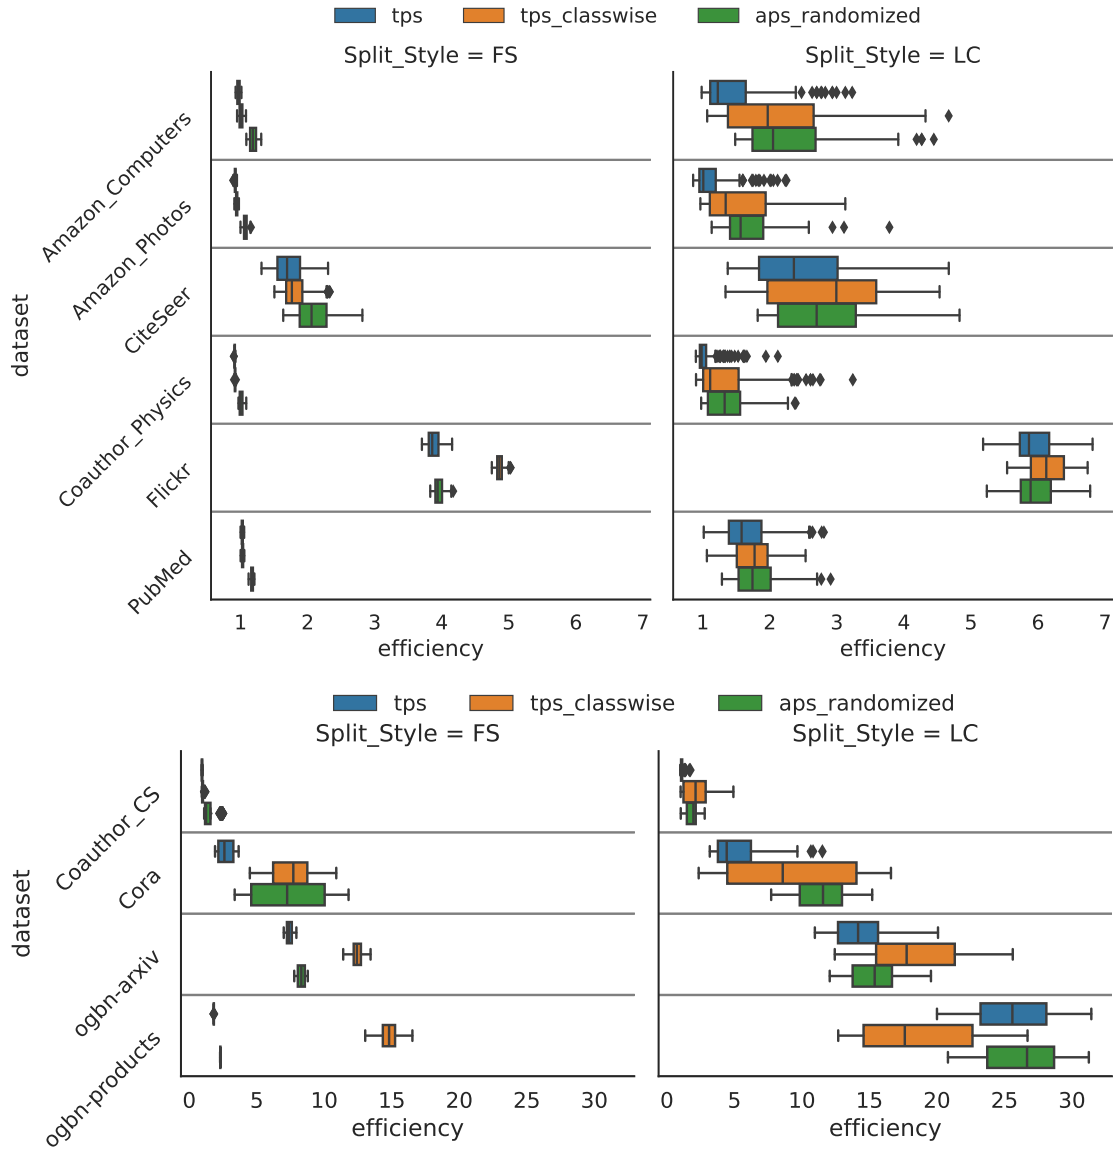 tps tps_classwise aps_randomized
Split_Style = FS Split_Style = LC
dataset
Amazon_Computers
Amazon_Photos
CiteSeer
Coauthor_Physics
Flickr
PubMed
1 2 3 4 5 6 7 1 2 3 4 5 6 7
efficiency efficiency
tps tps_classwise aps_randomized
Split_Style = FS Split_Style = LC
dataset
Coauthor_CS
Cora
ogbn-arxiv
ogbn-products
0 5 10 15 20 25 30 0 5 10 15 20 25 30
efficiency efficiency